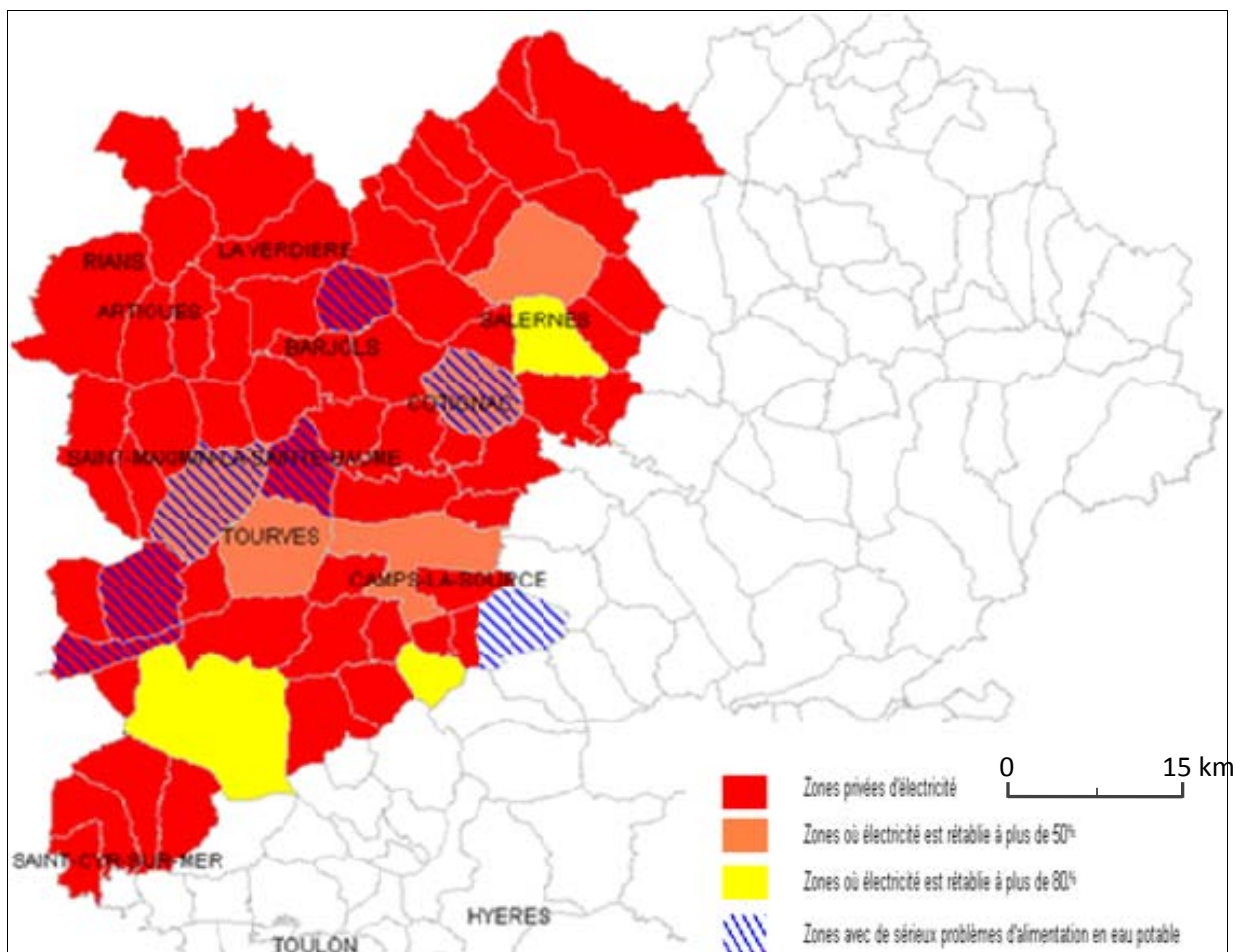 RIANS
LA VERDIERE
ARTIGUES
SALERNES
BARJOLS
COTIGNAC
SAINT-MAXIMIN-LA-SAINTE-BAUME
TOURVES
CAMPS-LA-SOURCE
0 15 km
Zones privées d'électricité
Zones où électricité est rétablie à plus de 50%
Zones où électricité est rétablie à plus de 80%
SAINT-CYR-SUR-MER
HYERES
Zones avec de sérieux problèmes d'alimentation en eau potable
TOULON